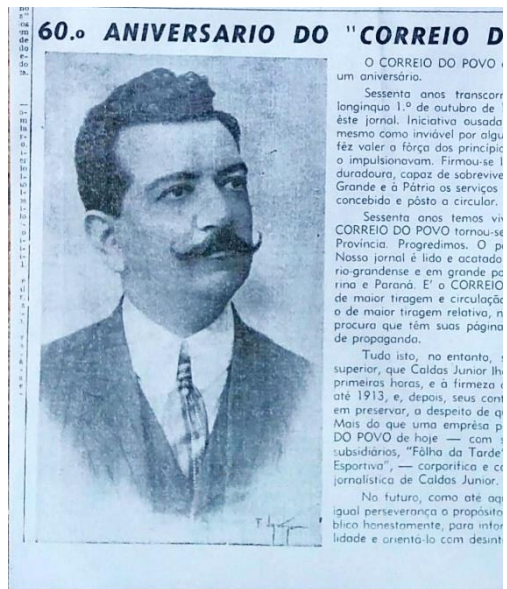 60.o ANIVERSARIO DO "CORREIO D
O CORREIO DO POVO
um aniversário.
Sessenta anos transcorr
longinquo 1.º de outubro de 1
êste jornal. Iniciativa ousada
mesmo como inviável por algu
fêz valer a fôrça dos princípio
o impulsionavam. Firmou-se l
duradoura, capaz de sobrevive
Grande e à Pátria os serviços
concebido e pôsto a circular.
Sessenta anos temos viv
CORREIO DO POVO tornou-se
Província. Progredimos. O p
Nosso jornal é lido e acatado
rio-grandense e em grande pa
rina e Paraná. E' o CORREIO
de maior tiragem e circulação
o de maior tiragem relativa, n
procura que têm suas página
de propaganda.
Tudo isto, no entanto, s
superior, que Caldas Junior lh
primeiras horas, e à firmeza
até 1913, e, depois, seus cont
em preservar, a despeito de q
Mais do que uma emprêsa p
DO POVO de hoje — com s
subsidiários, "Fôlha da Tarde"
Esportiva", — corporifica e co
jornalística de Caldas Junior.
No futuro, como até aqu
igual perseverança o propósito
blico honestamente, para infor
lidade e orientá-lo com desint